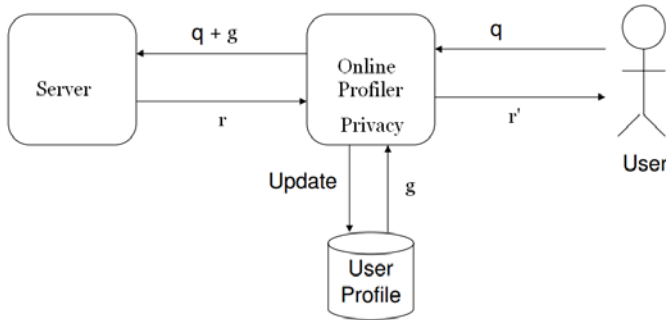 q + g
q
Server
Online
Profiler
Privacy
r
r'
User
Update
g
User
Profile